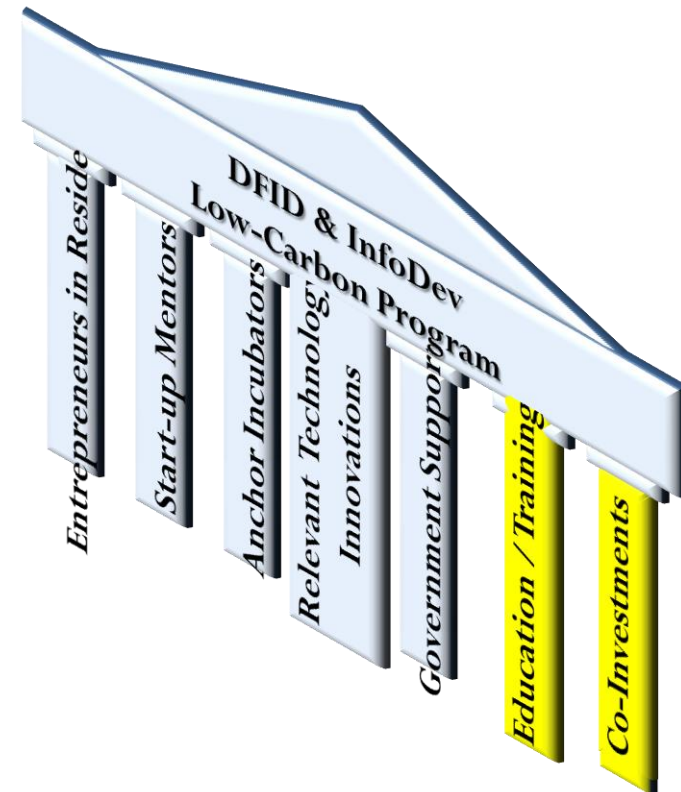 DFID & InfoDev
Low-Carbon Program
Entrepreneurs in Reside
Start-up Mentors
Anchor Incubators
Relevant Technolog
Innovations
Government Support
Education / Training
Co-Investments